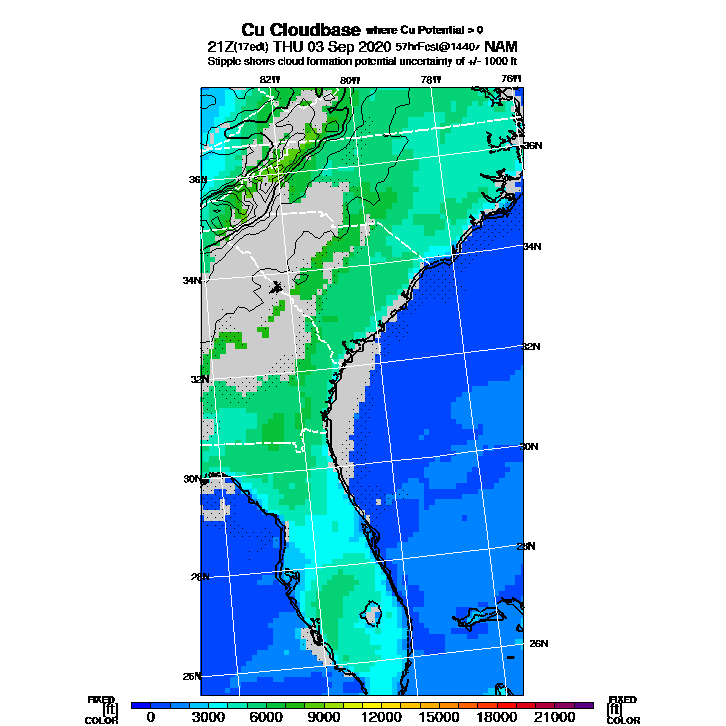 Cu Cloudbase where Cu Potential > 0
21Z(17edt) THU 03 Sep 2020 57hrFcst@1440z NAM
Stipple shows cloud formation potential uncertainty of +/- 1000 ft
82W 80W 78W 76W
36N
36N
34N
34N
32N
32N
30N
30N
28N
28N
26N
26N
FIXED FIXED
[ft] [ft]
COLOR COLOR
0 3000 6000 9000 12000 15000 18000 21000